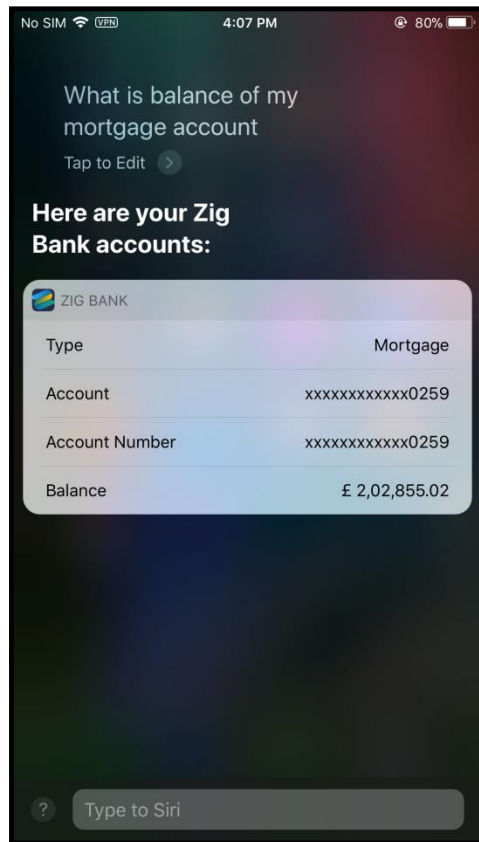 No SIM VPN 4:07 PM 80%
What is balance of my
mortgage account
Tap to Edit >
Here are your Zig
Bank accounts:
ZIG BANK
Type Mortgage
Account xxxxxxxxxxxx0259
Account Number xxxxxxxxxxxx0259
Balance £ 2,02,855.02
? Type to Siri